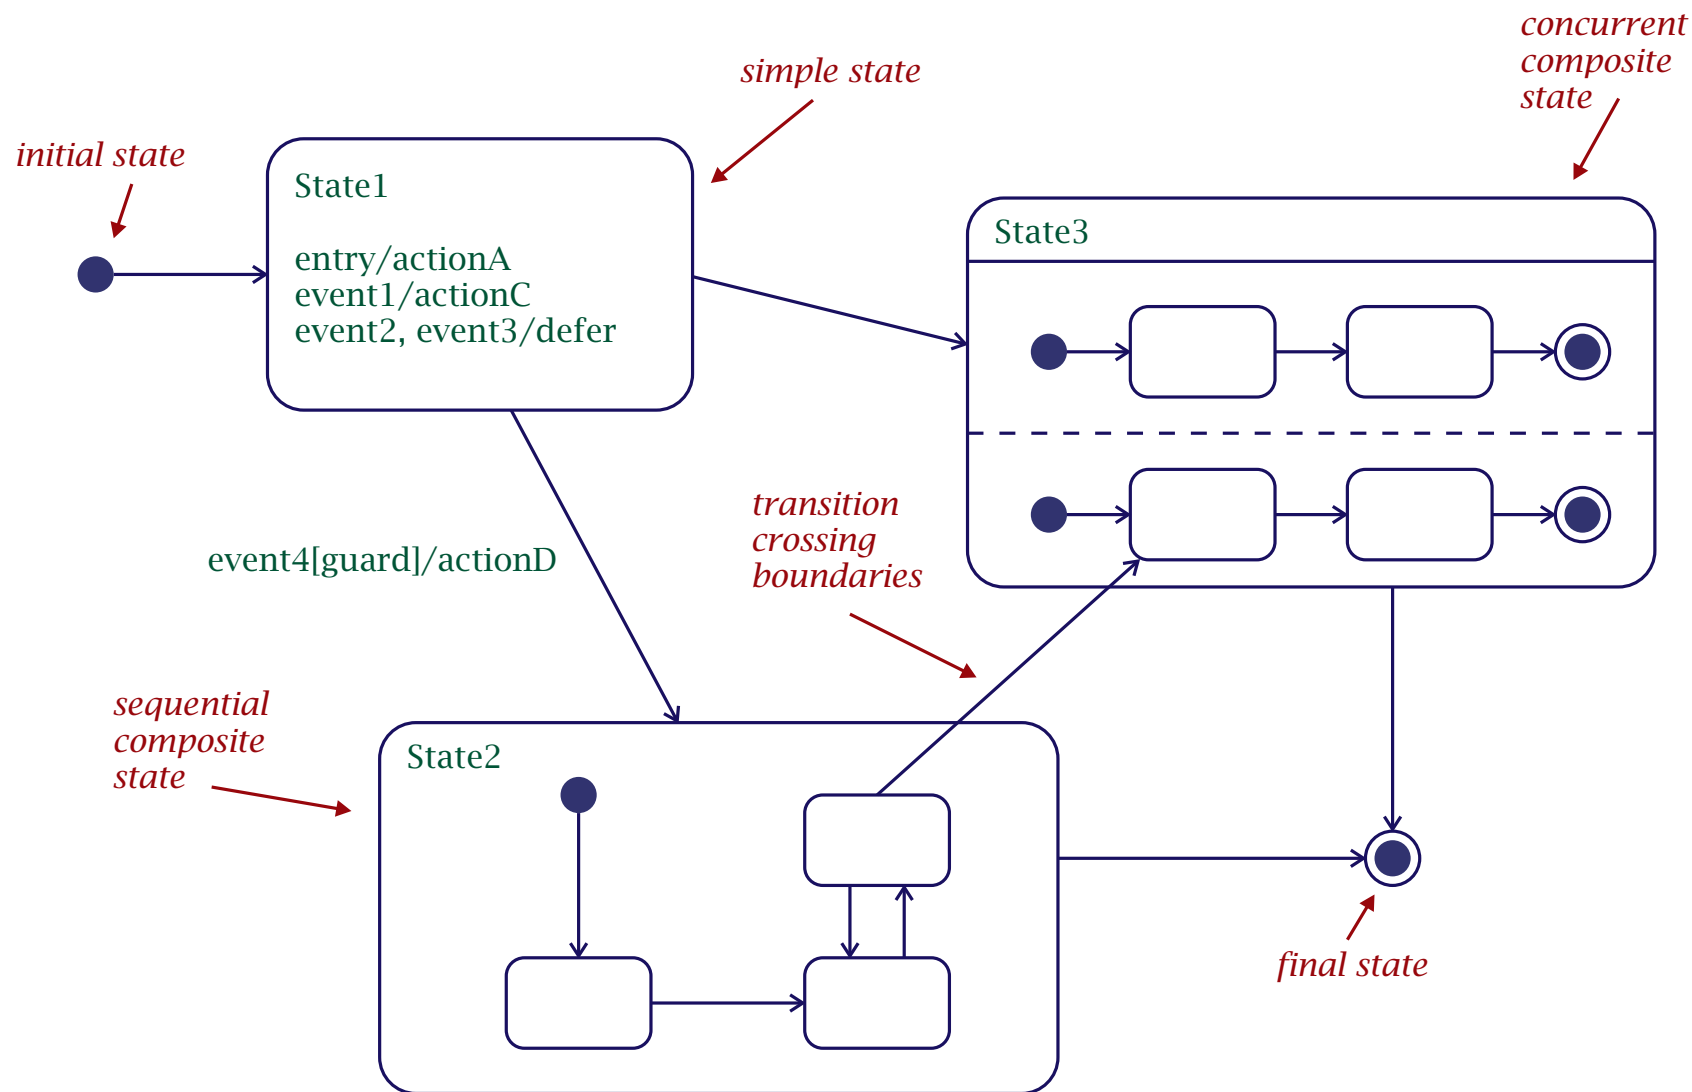 concurrent
composite
state
simple state
initial state
State1
entry/actionA
event1/actionC
event2, event3/defer
State3
transition
crossing
boundaries
event4[guard]/actionD
sequential
composite
state
State2
final state